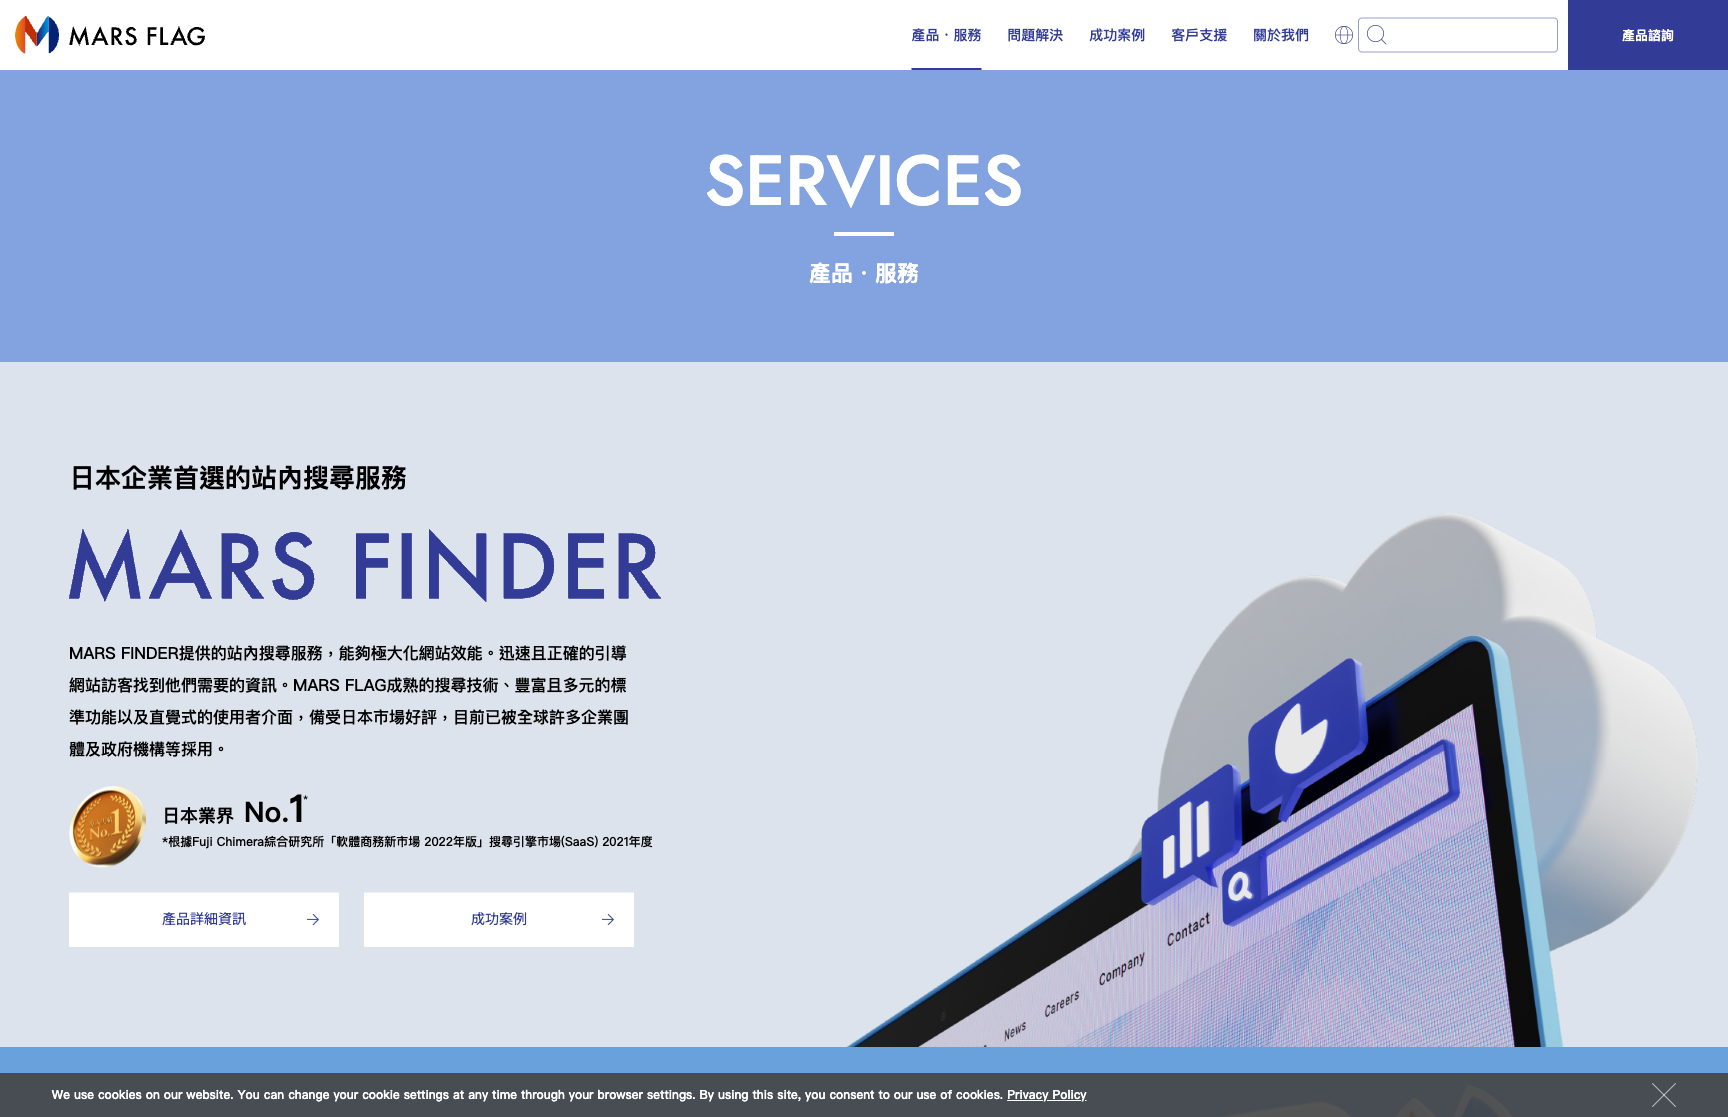 MARS FLAG
產品・服務
問題解決
成功案例
客戶支援
關於我們
產品諮詢
SERVICES
產品・服務
日本企業首選的站內搜尋服務
MARS FINDER
MARS FINDER提供的站內搜尋服務，能夠極大化網站效能。迅速且正確的引導
網站訪客找到他們需要的資訊。MARS FLAG成熟的搜尋技術、豐富且多元的標
準功能以及直覺式的使用者介面，備受日本市場好評，目前已被全球許多企業團
體及政府機構等採用。
No.1
日本業界 No.1*
*根據Fuji Chimera綜合研究所「軟體商務新市場 2022年版」搜尋引擎市場(SaaS) 2021年度
產品詳細資訊
成功案例
News
Careers
Company
Contact
We use cookies on our website. You can change your cookie settings at any time through your browser settings. By using this site, you consent to our use of cookies. Privacy Policy